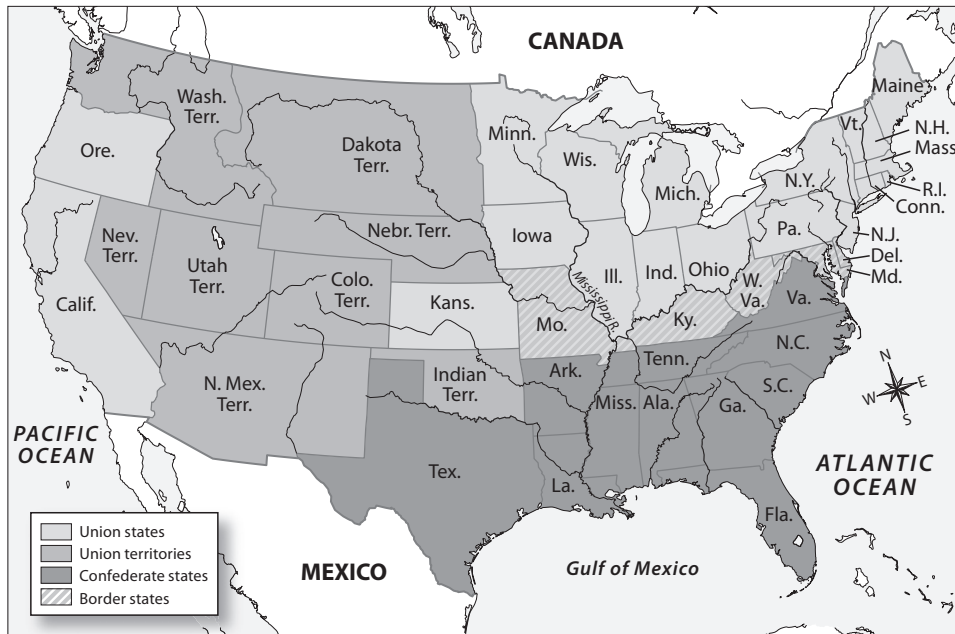 CANADA
Wash.
Terr.
Ore.
Dakota
Terr.
Minn.
Wis.
Mich.
Maine
Vt.
N.H.
Mass.
N.Y.
R.I.
Conn.
Nev.
Terr.
Utah
Terr.
Nebr. Terr.
Colo.
Terr.
Iowa
Ill.
Ind.
Ohio
Pa.
N.J.
Del.
Md.
Calif.
Kans.
Mississippi R.
Mo.
Ky.
W.
Va.
Va.
N. Mex.
Terr.
Indian
Terr.
Ark.
Tenn.
N.C.
S.C.
Miss.
Ala.
Ga.
Tex.
La.
Fla.
N
W
E
S
PACIFIC
OCEAN
ATLANTIC
OCEAN
MEXICO
Gulf of Mexico
Union states
Union territories
Confederate states
Border states